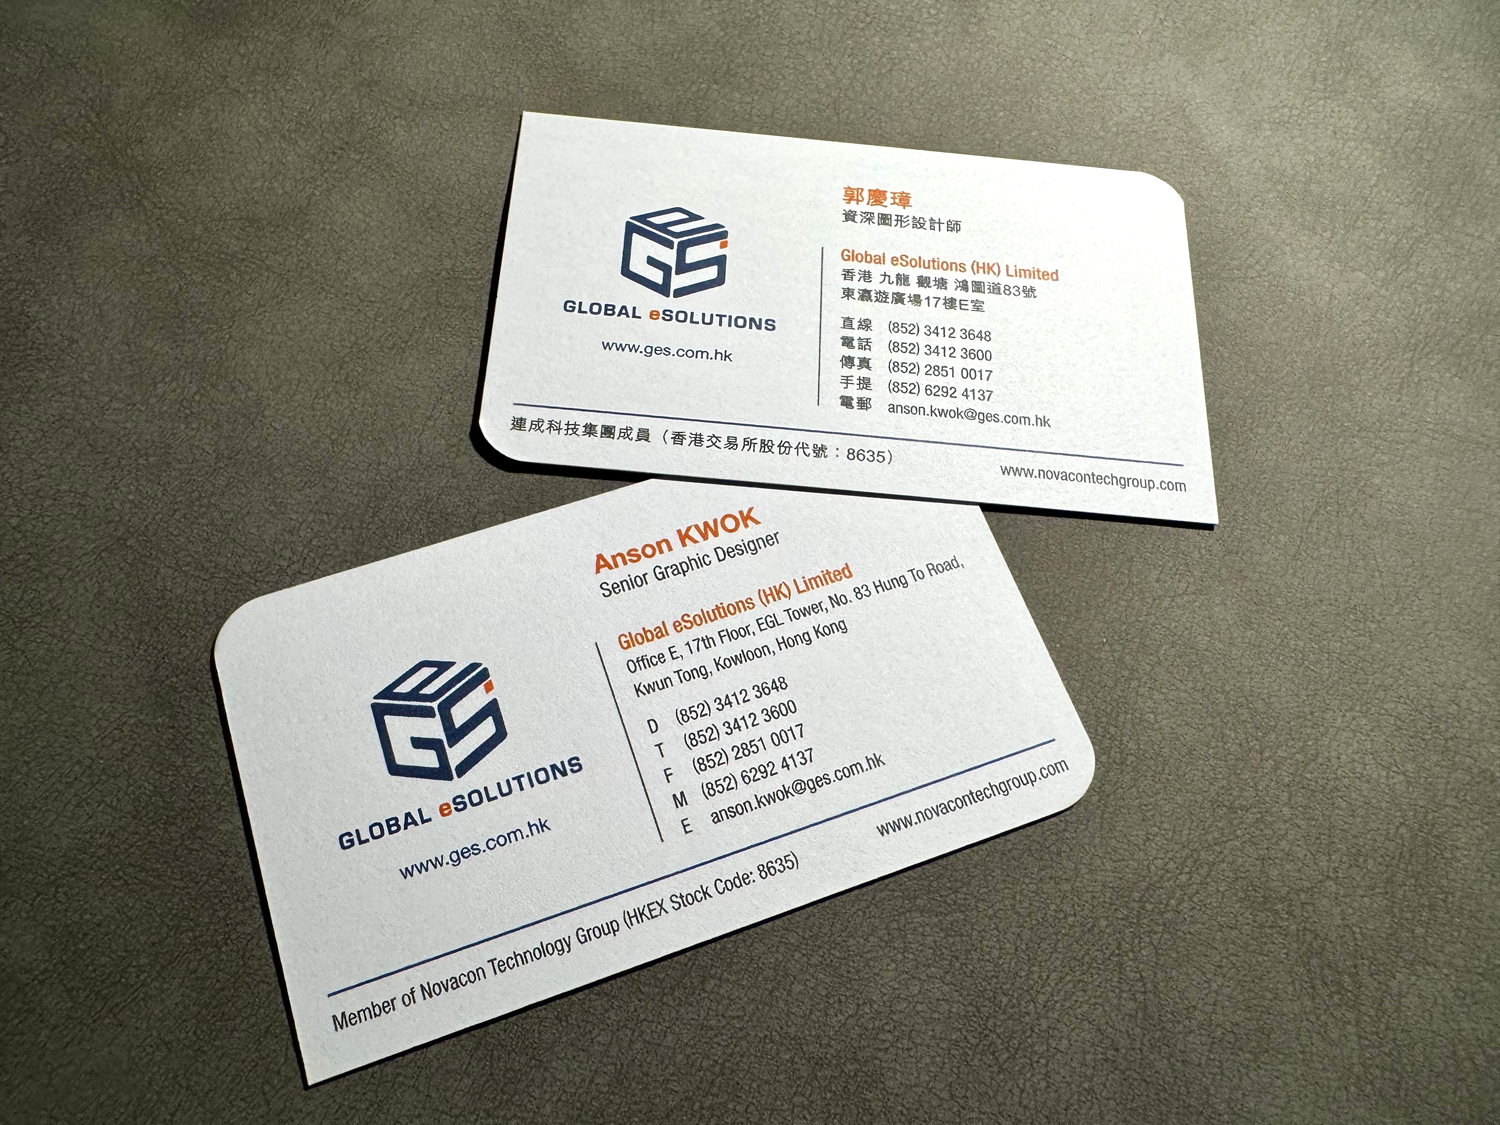 eGS
GLOBAL eSOLUTIONS
www.ges.com.hk
郭慶璋
資深圖形設計師
Global eSolutions (HK) Limited
香港 九龍 觀塘 鴻圖道83號
東瀛遊廣場17樓E室
直線 (852) 3412 3648
電話 (852) 3412 3600
傳真 (852) 2851 0017
手提 (852) 6292 4137
電郵 anson.kwok@ges.com.hk
連成科技集團成員（香港交易所股份代號：8635）
www.novacontechgroup.com
eGS
GLOBAL eSOLUTIONS
www.ges.com.hk
Anson KWOK
Senior Graphic Designer
Global eSolutions (HK) Limited
Office E, 17th Floor, EGL Tower, No. 83 Hung To Road,
Kwun Tong, Kowloon, Hong Kong
D (852) 3412 3648
T (852) 3412 3600
F (852) 2851 0017
M (852) 6292 4137
E anson.kwok@ges.com.hk
Member of Novacon Technology Group (HKEX Stock Code: 8635)
www.novacontechgroup.com